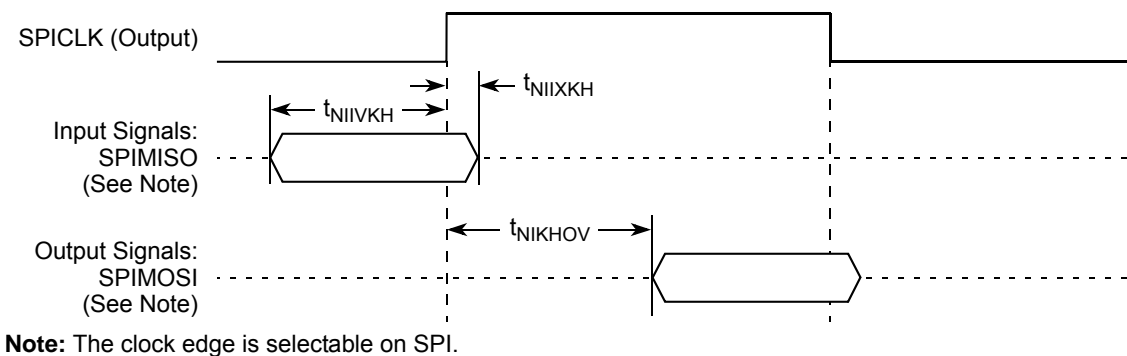 SPICLK (Output)
tNIIXKH
tNIIVKH
Input Signals:
SPIMISO
(See Note)
tNIKHOV
Output Signals:
SPIMOSI
(See Note)
Note: The clock edge is selectable on SPI.